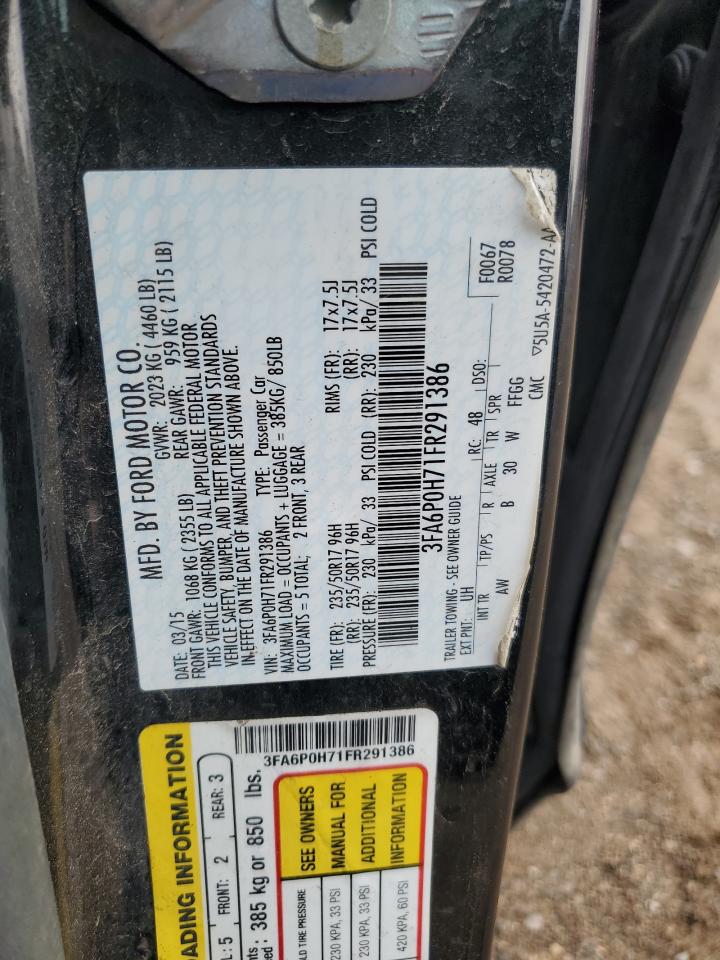 MFD. BY FORD MOTOR CO.
DATE: 03/15 GVWR: 2023 KG ( 4460 LB)
FRONT GAWR: 1068 KG ( 2355 LB) REAR GAWR: 959 KG ( 2115 LB)
THIS VEHICLE CONFORMS TO ALL APPLICABLE FEDERAL MOTOR
VEHICLE SAFETY, BUMPER, AND THEFT PREVENTION STANDARDS
IN EFFECT ON THE DATE OF MANUFACTURE SHOWN ABOVE.
VIN: 3FA6P0H71FR291386 TYPE: Passenger Car
MAXIMUM LOAD = OCCUPANTS + LUGGAGE = 385KG/ 850LB
OCCUPANTS = 5 TOTAL; 2 FRONT, 3 REAR
TIRE (FR): 235/50R17 96H RIMS (FR): 17x7.5J
(RR): 235/50R17 96H (RR): 17x7.5J
PRESSURE (FR): 230 kPa/ 33 PSI COLD (RR): 230 kPa/ 33 PSI COLD
3FA6P0H71FR291386
TRAILER TOWING - SEE OWNER GUIDE
EXT PNT: UH RC: 48 DSO:
INT TR TP/PS R AXLE TR SPR
AW B 30 W FFGG
F0067
R0078
CMC
▽5U5A-5420472-AA
3FA6P0H71FR291386
ADING INFORMATION
L: 5 FRONT: 2 REAR: 3
: 385 kg or 850 lbs.
LD TIRE PRESSURE
230 KPA, 33 PSI
230 KPA, 33 PSI
420 KPA, 60 PSI
SEE OWNERS
MANUAL FOR
ADDITIONAL
INFORMATION